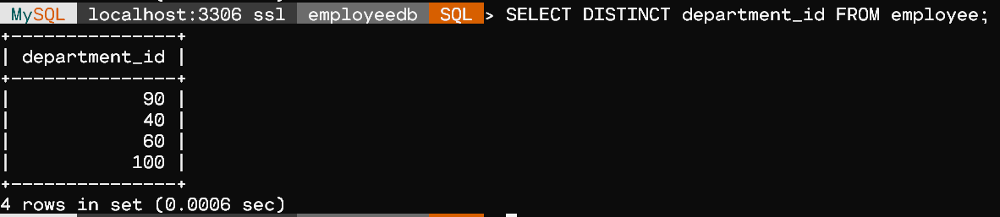 MySQL localhost:3306 ssl employeedb SQL > SELECT DISTINCT department_id FROM employee;
+---------------+
| department_id |
+---------------+
|            90 |
|            40 |
|            60 |
|           100 |
+---------------+
4 rows in set (0.0006 sec)